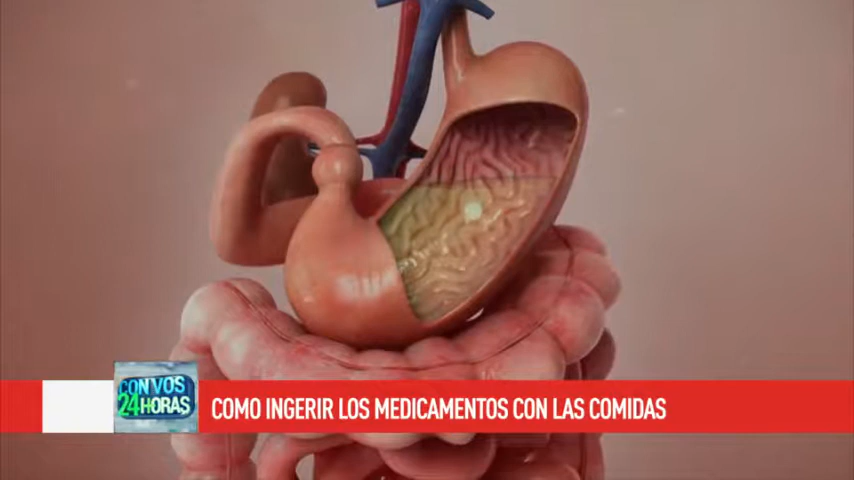 CON VOS
24 HORAS
COMO INGERIR LOS MEDICAMENTOS CON LAS COMIDAS